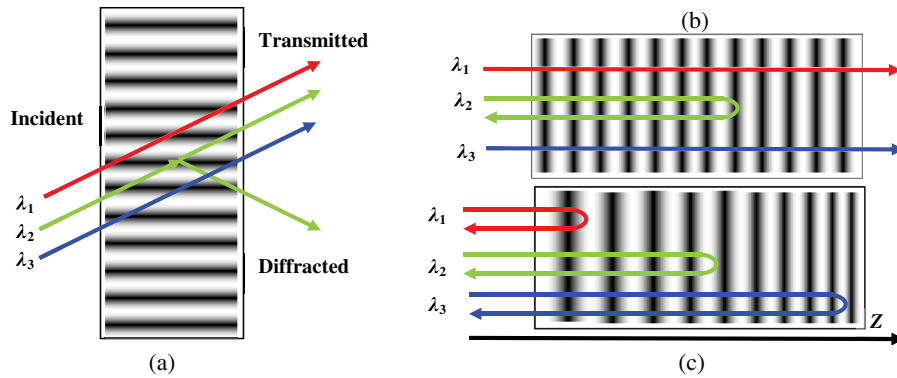 Transmitted
Incident
λ1
λ2
λ3
Diffracted
(a)
(b)
λ1
λ2
λ3
λ1
λ2
λ3
Z
(c)